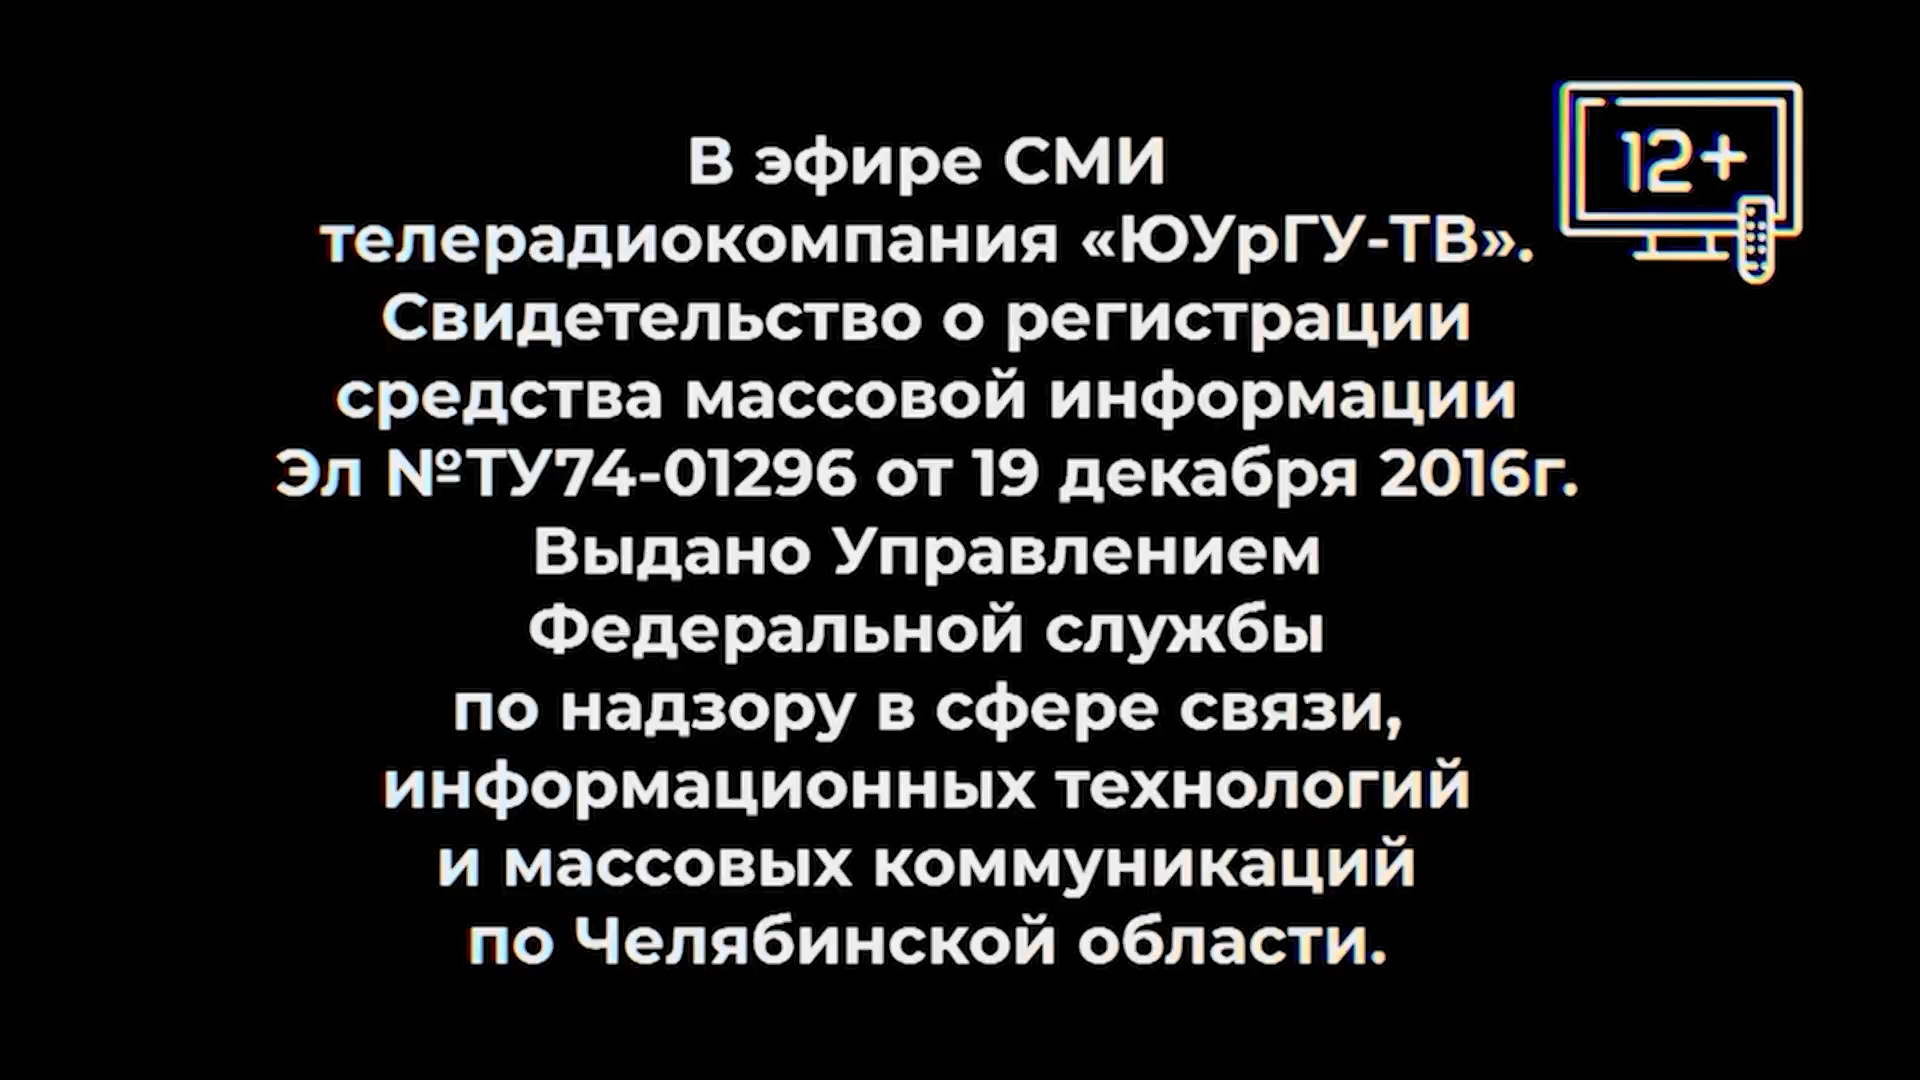 В эфире СМИ
12+
телерадиокомпания «ЮУрГУ-ТВ».
Свидетельство о регистрации
средства массовой информации
Эл №ТУ74-01296 от 19 декабря 2016г.
Выдано Управлением
Федеральной службы
по надзору в сфере связи,
информационных технологий
и массовых коммуникаций
по Челябинской области.